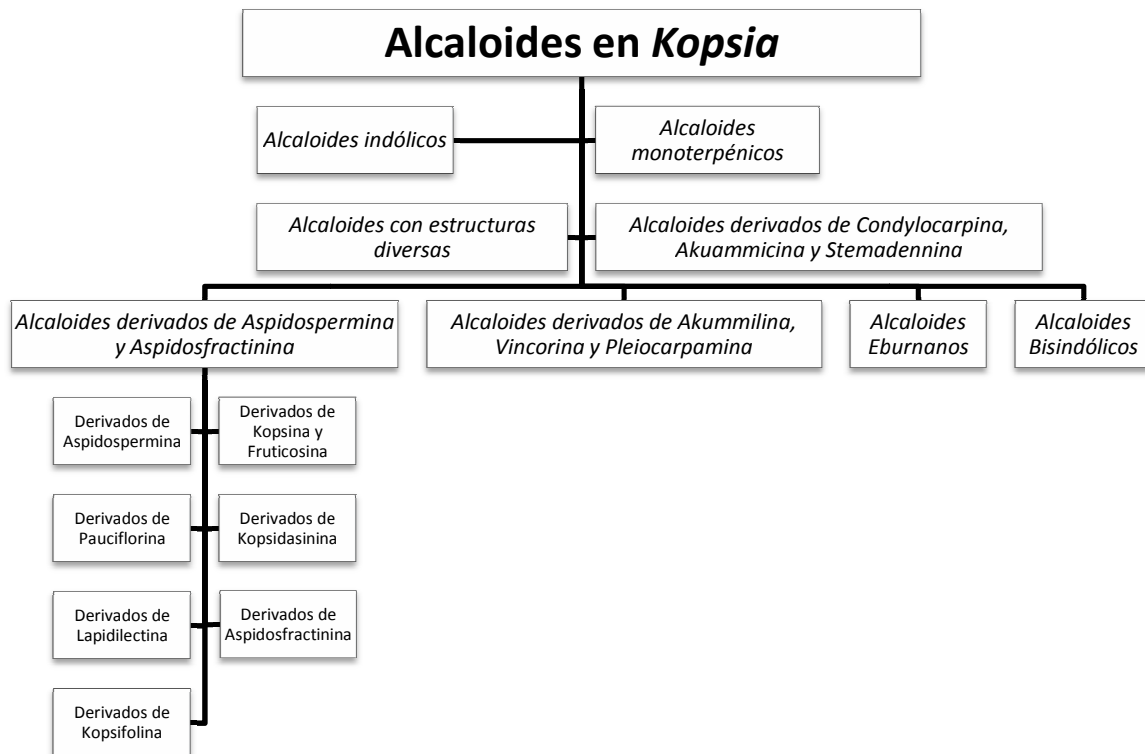 Alcaloides en Kopsia
Alcaloides indólicos
Alcaloides
monoterpénicos
Alcaloides con estructuras
diversas
Alcaloides derivados de Condylocarpina,
Akuammicina y Stemadennina
Alcaloides derivados de Aspidospermina
y Aspidosfractinina
Alcaloides derivados de Akummilina,
Vincorina y Pleiocarpamina
Alcaloides
Eburnanos
Alcaloides
Bisindólicos
Derivados de
Aspidospermina
Derivados de
Kopsina y
Fruticosina
Derivados de
Pauciflorina
Derivados de
Kopsidasinina
Derivados de
Lapidilectina
Derivados de
Aspidosfractinina
Derivados de
Kopsifolina